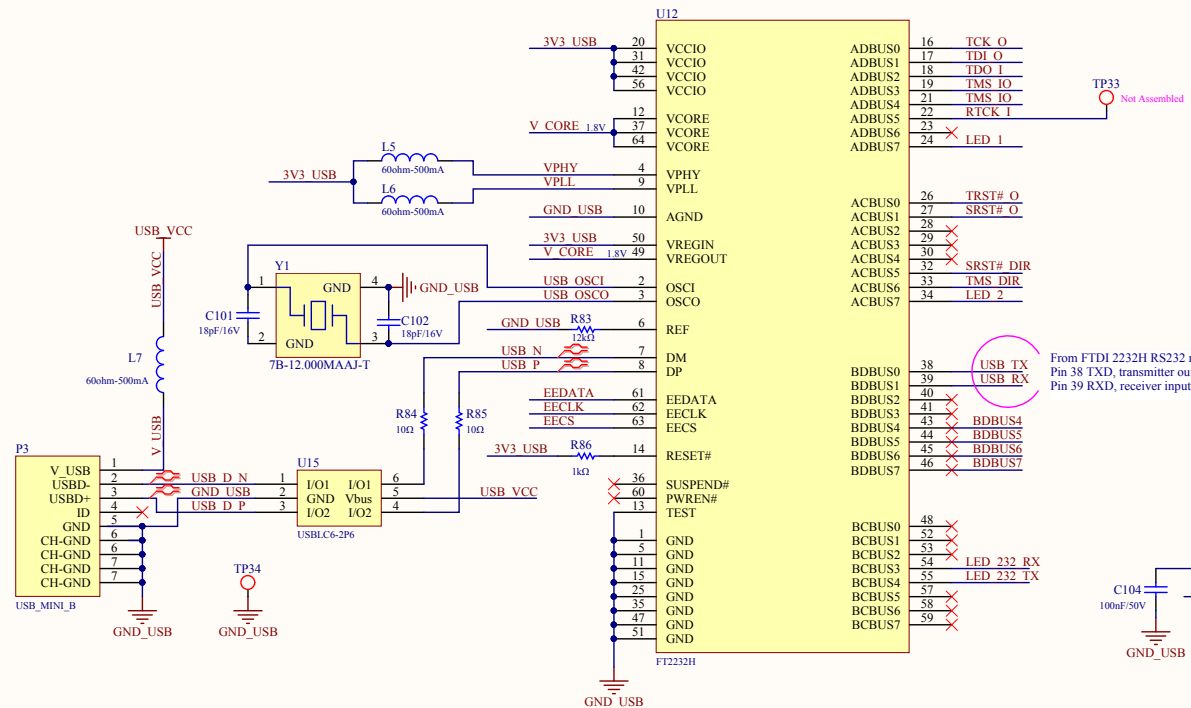 U12
3V3_USB 20 VCCIO ADBUS0 16 TCK_O
31 VCCIO ADBUS1 17 TDI_O
42 VCCIO ADBUS2 18 TDO_I
56 VCCIO ADBUS3 19 TMS_IO
ADBUS4 21 TMS_IO
12 VCORE ADBUS5 22 RTCK_I
V_CORE 1.8V 37 VCORE ADBUS6 23
64 VCORE ADBUS7 24 LED_1
TP33
Not Assembled
L5
60ohm-500mA
3V3_USB
L6
60ohm-500mA
VPHY 4 VPHY
VPLL 9 VPLL
ACBUS0 26 TRST#_O
GND_USB 10 AGND ACBUS1 27 SRST#_O
ACBUS2 28
3V3_USB 50 VREGIN ACBUS3 29
V_CORE 1.8V 49 VREGOUT ACBUS4 30
ACBUS5 32 SRST#_DIR
USB_OSCI 2 OSCI ACBUS6 33 TMS_DIR
USB_OSCO 3 OSCO ACBUS7 34 LED_2
USB_VCC
USB_VCC
Y1
1 GND 4 GND_USB
C101
18pF/16V
C102
18pF/16V
2 GND 3
7B-12.000MAAJ-T
GND_USB R83 6 REF
12kΩ
USB_N 7 DM
USB_P 8 DP
L7
60ohm-500mA
V_USB
BDBUS0 38 USB_TX
BDBUS1 39 USB_RX
From FTDI 2232H RS232
Pin 38 TXD, transmitter
Pin 39 RXD, receiver input
EEDATA 61 EEDATA BDBUS2 40
EECLK 62 EECLK BDBUS3 41
EECS 63 EECS BDBUS4 43 BDBUS4
BDBUS5 44 BDBUS5
3V3_USB R86 14 RESET# BDBUS6 45 BDBUS6
1kΩ
BDBUS7 46 BDBUS7
R84
10Ω
R85
10Ω
36 SUSPEND#
60 PWREN#
13 TEST
P3
V_USB 1
USBD- 2 USB_D_N
USBD+ 3 GND_USB
ID 4 USB_D_P
GND 5
CH-GND 6
CH-GND 6
CH-GND 7
CH-GND 7
USB_MINI_B
GND_USB
U15
1 I/O1 I/O1 6
2 GND Vbus 5 USB_VCC
3 I/O2 I/O2 4
USBLC6-2P6
TP34
GND_USB
BCBUS0 48
1 GND BCBUS1 52
5 GND BCBUS2 53
11 GND BCBUS3 54 LED_232_RX
15 GND BCBUS4 55 LED_232_TX
25 GND BCBUS5 57
35 GND BCBUS6 58
47 GND BCBUS7 59
51 GND
FT2232H
GND_USB
C104
100nF/50V
GND_USB